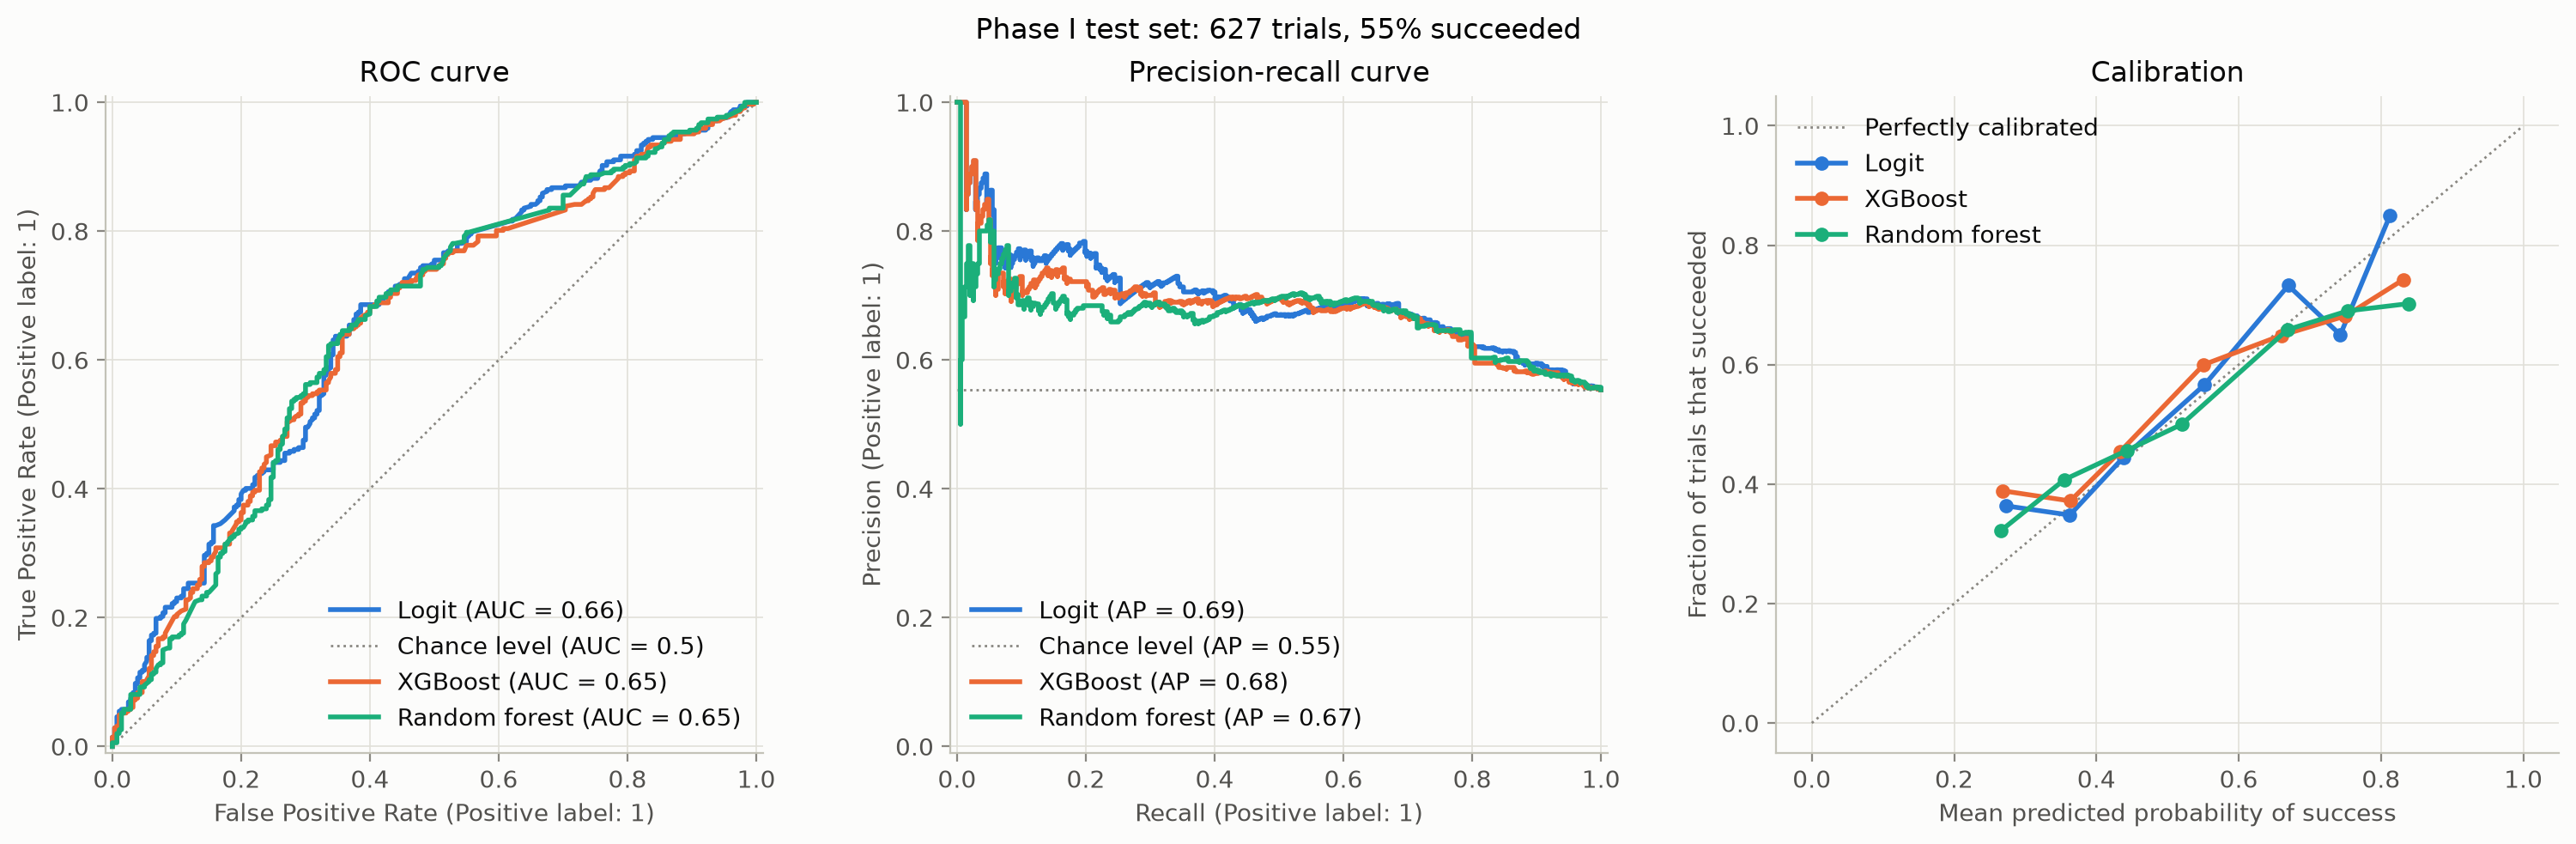 Phase I test set: 627 trials, 55% succeeded
ROC curve
True Positive Rate (Positive label: 1)
1.0
0.8
0.6
0.4
0.2
0.0
Logit (AUC = 0.66)
Chance level (AUC = 0.5)
XGBoost (AUC = 0.65)
Random forest (AUC = 0.65)
0.0 0.2 0.4 0.6 0.8 1.0
False Positive Rate (Positive label: 1)
Precision-recall curve
Precision (Positive label: 1)
1.0
0.8
0.6
0.4
0.2
0.0
Logit (AP = 0.69)
Chance level (AP = 0.55)
XGBoost (AP = 0.68)
Random forest (AP = 0.67)
0.0 0.2 0.4 0.6 0.8 1.0
Recall (Positive label: 1)
Calibration
Fraction of trials that succeeded
1.0
0.8
0.6
0.4
0.2
0.0
Perfectly calibrated
Logit
XGBoost
Random forest
0.0 0.2 0.4 0.6 0.8 1.0
Mean predicted probability of success